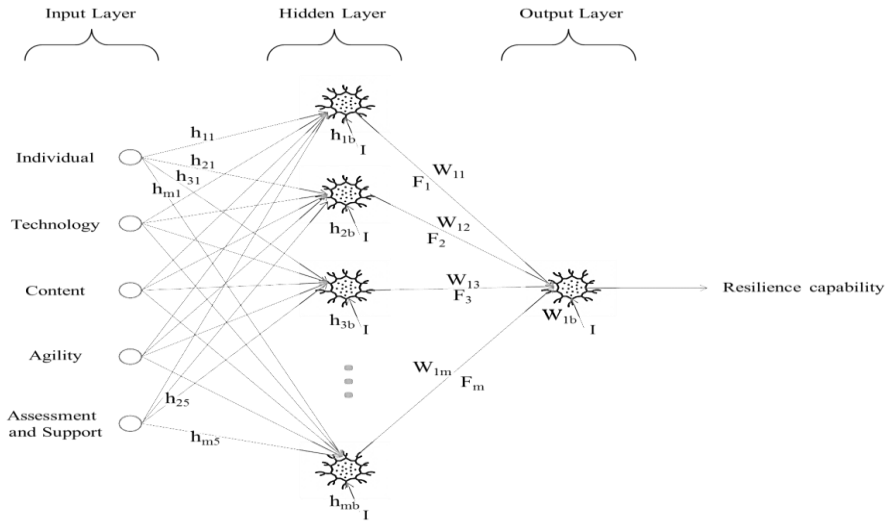 Input Layer
Hidden Layer
Output Layer
Individual
Technology
Content
Agility
Assessment
and Support
h11
h21
h31
hm1
h25
hm5
h1b
I
h2b
I
h3b
I
hmb
I
W11
F1
W12
F2
W13
F3
W1m
Fm
W1b
I
Resilience capability